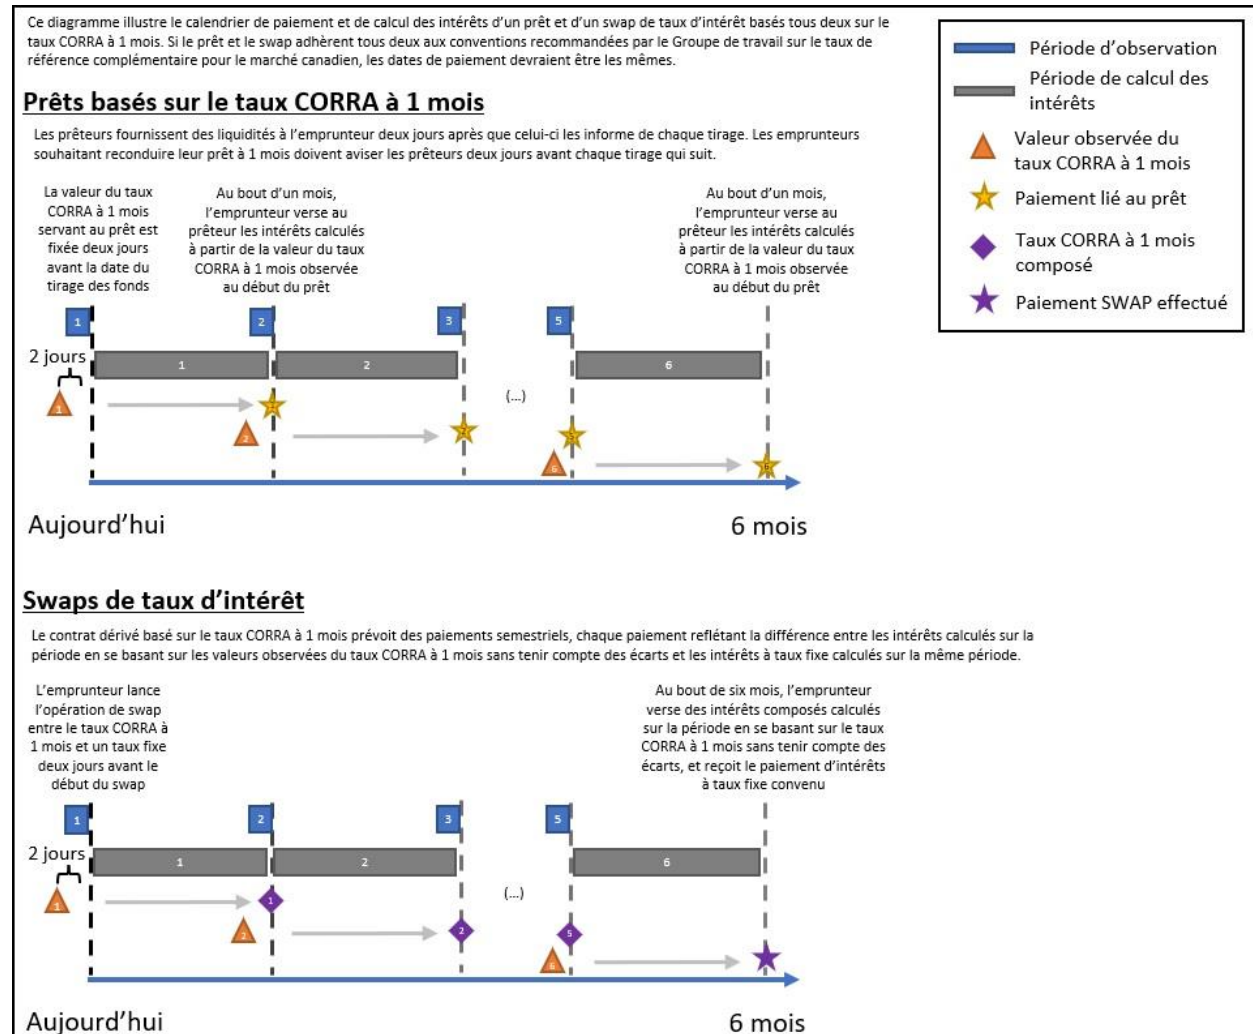 Ce diagramme illustre le calendrier de paiement et de calcul des intérêts d'un prêt et d'un swap de taux d'intérêt basés tous deux sur le
taux CORRA à 1 mois. Si le prêt et le swap adhèrent tous deux aux conventions recommandées par le Groupe de travail sur le taux de
référence complémentaire pour le marché canadien, les dates de paiement devraient être les mêmes.
Période d'observation
Période de calcul des
intérêts
Valeur observée du
taux CORRA à 1 mois
Paiement lié au prêt
Taux CORRA à 1 mois
composé
Paiement SWAP effectué
Prêts basés sur le taux CORRA à 1 mois
Les prêteurs fournissent des liquidités à l'emprunteur deux jours après que celui-ci les informe de chaque tirage. Les emprunteurs
souhaitant reconduire leur prêt à 1 mois doivent aviser les prêteurs deux jours avant chaque tirage qui suit.
La valeur du taux
CORRA à 1 mois
servant au prêt est
fixée deux jours
avant la date du
tirage des fonds
Au bout d'un mois,
l'emprunteur verse au
prêteur les intérêts calculés
à partir de la valeur du taux
CORRA à 1 mois observée
au début du prêt
Au bout d'un mois,
l'emprunteur verse au
prêteur les intérêts calculés
à partir de la valeur du taux
CORRA à 1 mois observée
au début du prêt
1 2 3 5
2 jours
1 2 6
(...)
1 1
2 2 5
6 6
Aujourd'hui 6 mois
Swaps de taux d'intérêt
Le contrat dérivé basé sur le taux CORRA à 1 mois prévoit des paiements semestriels, chaque paiement reflétant la différence entre les intérêts calculés sur la
période en se basant sur les valeurs observées du taux CORRA à 1 mois sans tenir compte des écarts et les intérêts à taux fixe calculés sur la même période.
L'emprunteur lance
l'opération de swap
entre le taux CORRA à
1 mois et un taux fixe
deux jours avant le
début du swap
Au bout de six mois, l'emprunteur
verse des intérêts composés calculés
sur la période en se basant sur le taux
CORRA à 1 mois sans tenir compte des
écarts, et reçoit le paiement d'intérêts
à taux fixe convenu
1 2 3 5
2 jours
1 2 6
(...)
1 1
2 2 5
6
Aujourd'hui 6 mois